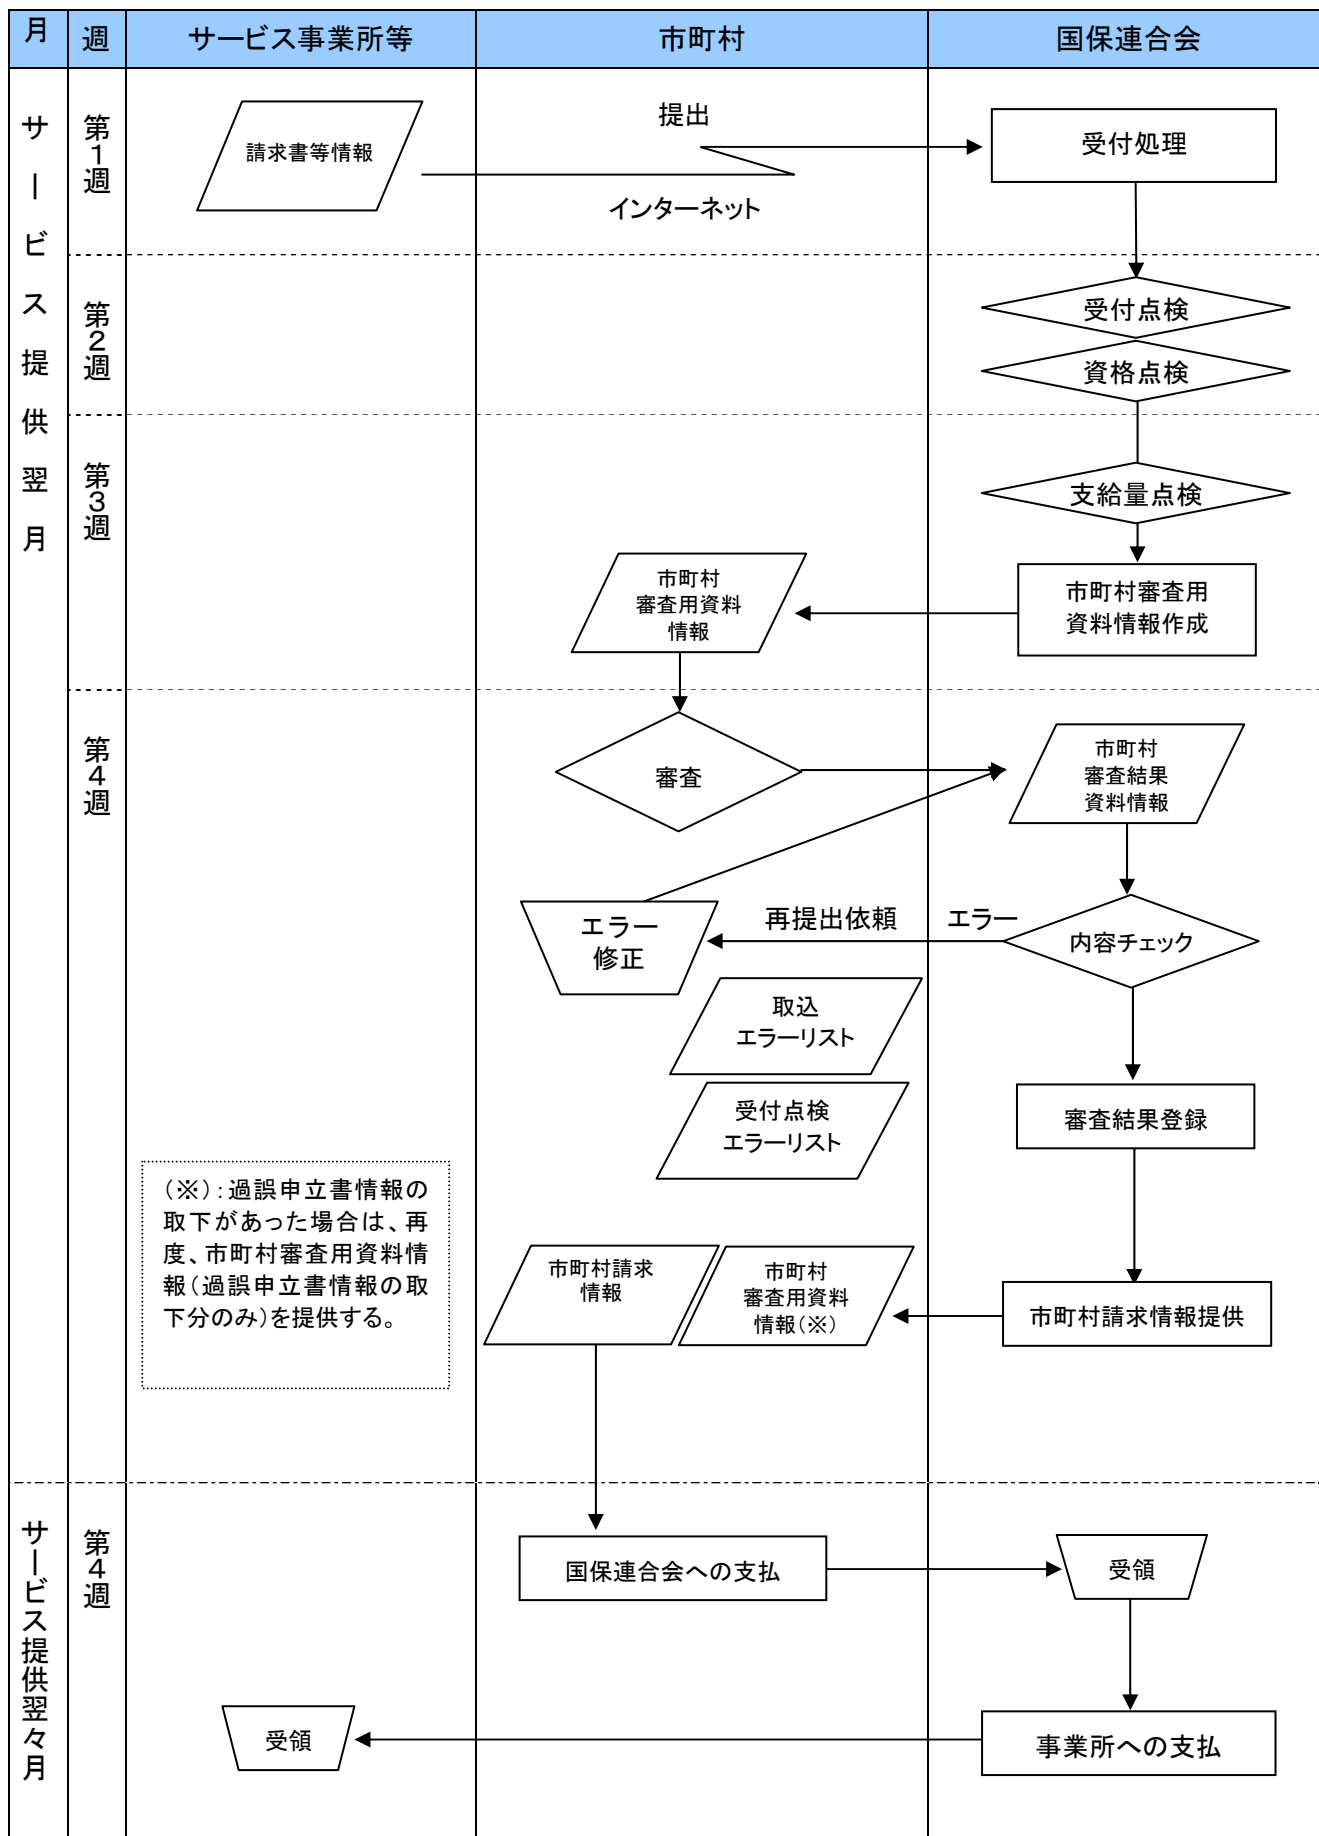 月
週
サービス事業所等
市町村
国保連合会
サービス提供翌月
第1週
請求書等情報
提出
インターネット
受付処理
第2週
受付点検
資格点検
第3週
支給量点検
市町村
審査用資料
情報
市町村審査用
資料情報作成
第4週
審査
市町村
審査結果
資料情報
エラー
修正
再提出依頼
エラー
内容チェック
取込
エラーリスト
受付点検
エラーリスト
審査結果登録
(※):過誤申立書情報の
取下があった場合は、再
度、市町村審査用資料情
報(過誤申立書情報の取
下分のみ)を提供する。
市町村請求
情報
市町村
審査用資料
情報(※)
市町村請求情報提供
サービス提供翌々月
第4週
国保連合会への支払
受領
受領
事業所への支払